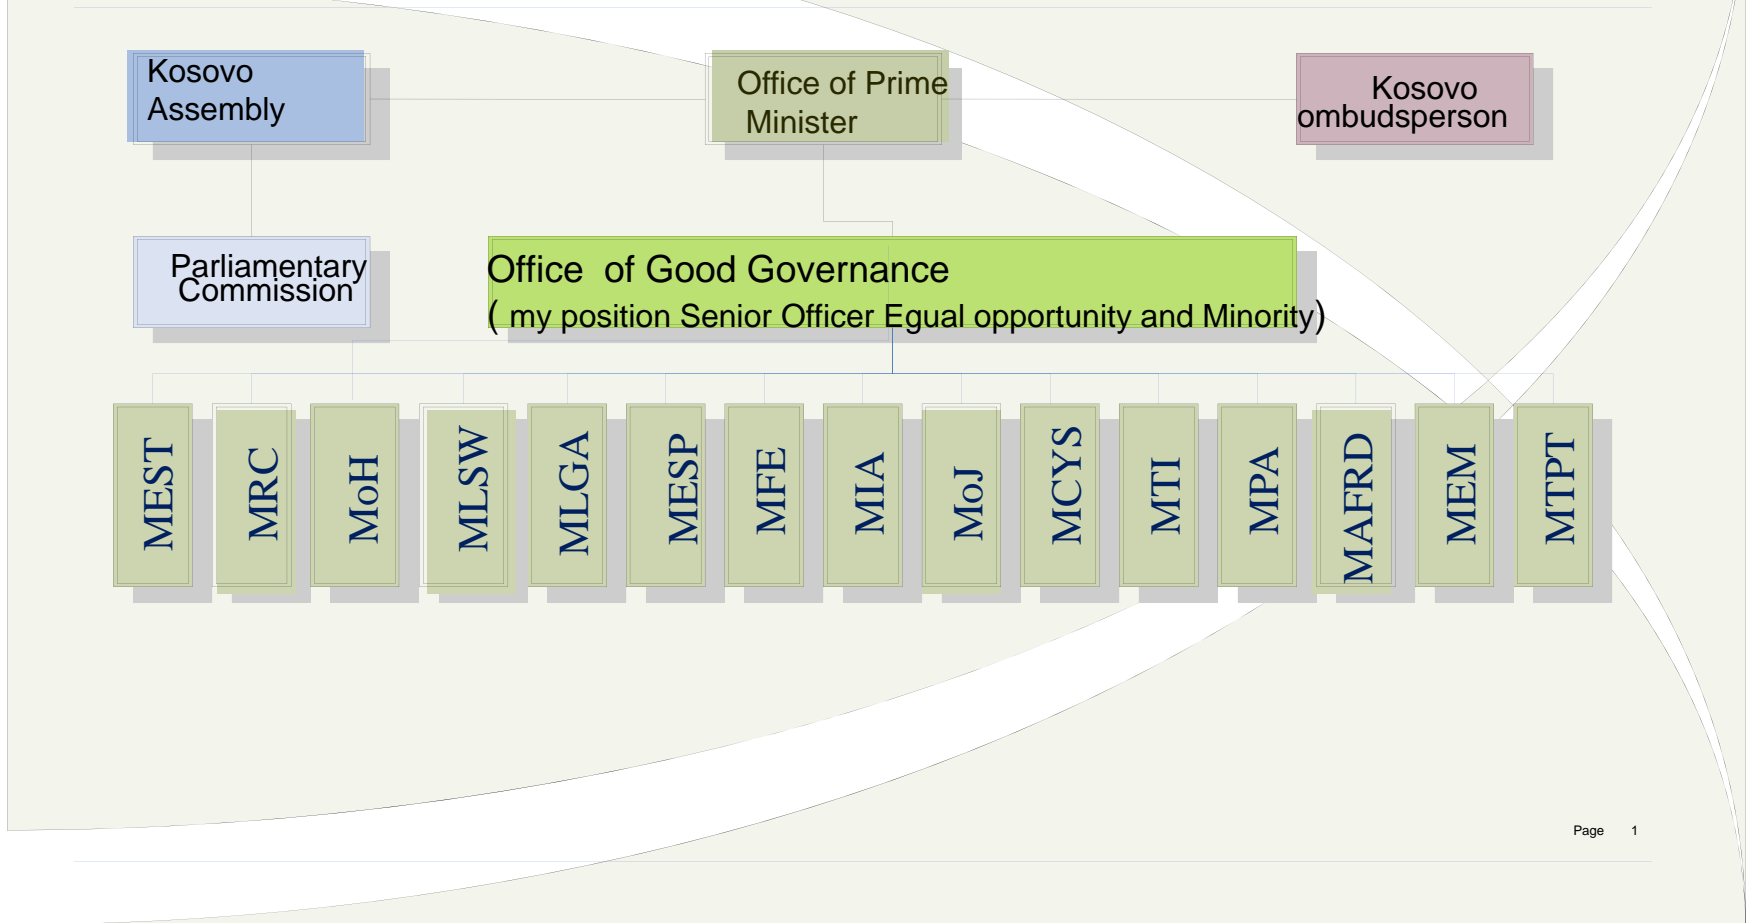 Kosovo
Assembly
Office of Prime
Minister
Kosovo
ombudsperson
Parliamentary
Commission
Office of Good Governance
( my position Senior Officer Egual opportunity and Minority)
MEST
MRC
MoH
MLSW
MLGA
MESP
MFE
MIA
MoJ
MCYS
MTI
MPA
MAFRD
MEM
MTPT
Page 1